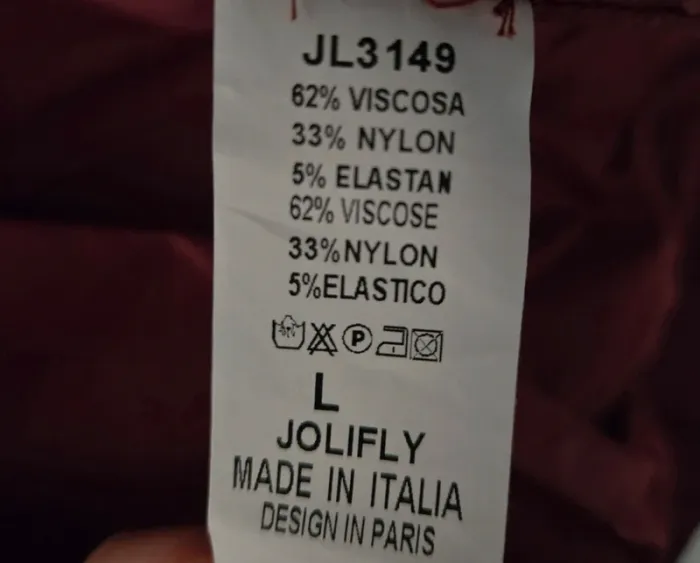 JL3149
62% VISCOSA
33% NYLON
5% ELASTAN
62% VISCOSE
33%NYLON
5%ELASTICO
P
L
JOLIFLY
MADE IN ITALIA
DESIGN IN PARIS